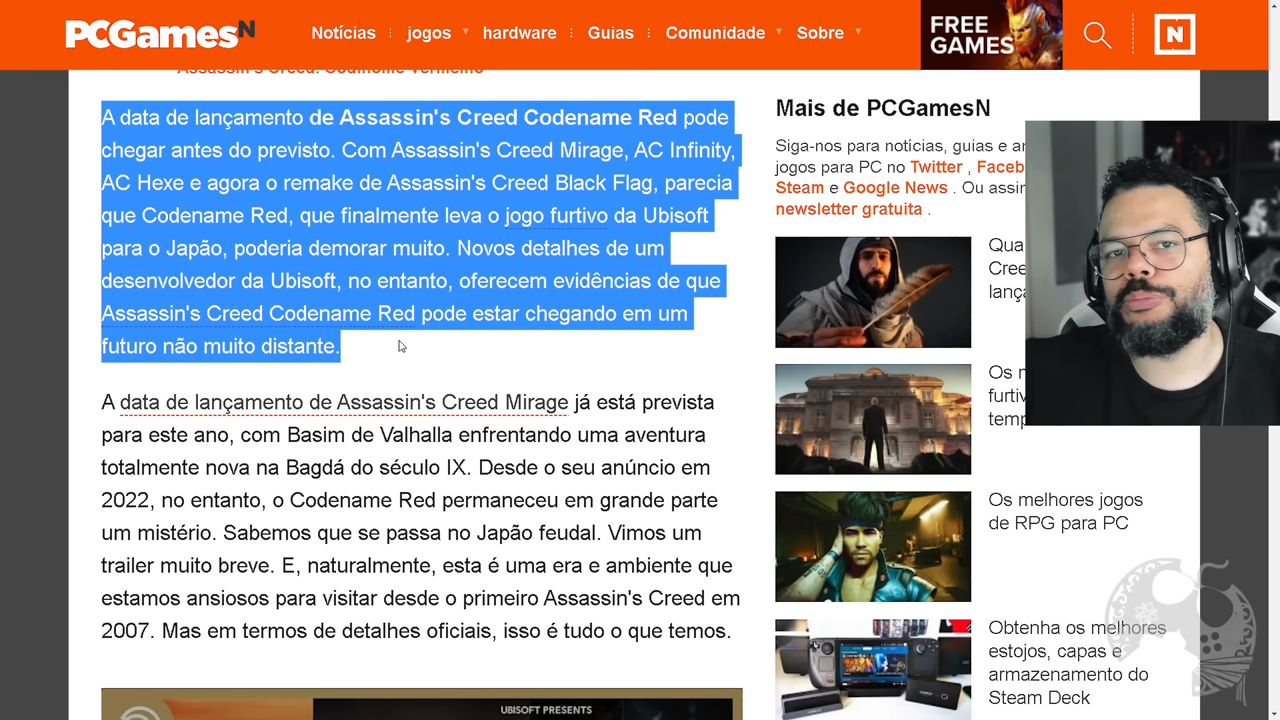 PCGamesN
Notícias
jogos
hardware
Guias
Comunidade
Sobre
FREE
GAMES
N
A data de lançamento de Assassin's Creed Codename Red pode
chegar antes do previsto. Com Assassin's Creed Mirage, AC Infinity,
AC Hexe e agora o remake de Assassin's Creed Black Flag, parecia
que Codename Red, que finalmente leva o jogo furtivo da Ubisoft
para o Japão, poderia demorar muito. Novos detalhes de um
desenvolvedor da Ubisoft, no entanto, oferecem evidências de que
Assassin's Creed Codename Red pode estar chegando em um
futuro não muito distante.
A data de lançamento de Assassin's Creed Mirage já está prevista
para este ano, com Basim de Valhalla enfrentando uma aventura
totalmente nova na Bagdá do século IX. Desde o seu anúncio em
2022, no entanto, o Codename Red permaneceu em grande parte
um mistério. Sabemos que se passa no Japão feudal. Vimos um
trailer muito breve. E, naturalmente, esta é uma era e ambiente que
estamos ansiosos para visitar desde o primeiro Assassin's Creed em
2007. Mas em termos de detalhes oficiais, isso é tudo o que temos.
UBISOFT PRESENTS
Mais de PCGamesN
Siga-nos para notícias, guias e
jogos para PC no Twitter ,
Steam e Google News . Ou
newsletter gratuita .
Os melhores jogos
de RPG para PC
Obtenha os melhores
estojos, capas e
armazenamento do
Steam Deck